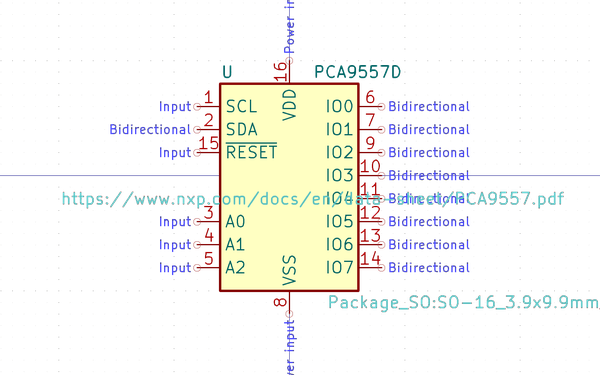 Power in
16
U
PCA9557D
VDD
Input 1 SCL IO0 6 Bidirectional
Bidirectional 2 SDA IO1 7 Bidirectional
Input 15 RESET IO2 9 Bidirectional
IO3 10 Bidirectional
IO4 11 Bidirectional
https://www.nxp.com/docs/en/data-sheet/PCA9557.pdf
Input 3 A0 IO5 12 Bidirectional
Input 4 A1 IO6 13 Bidirectional
Input 5 A2 IO7 14 Bidirectional
VSS
8
Package_SO:SO-16_3.9x9.9mm
wer input